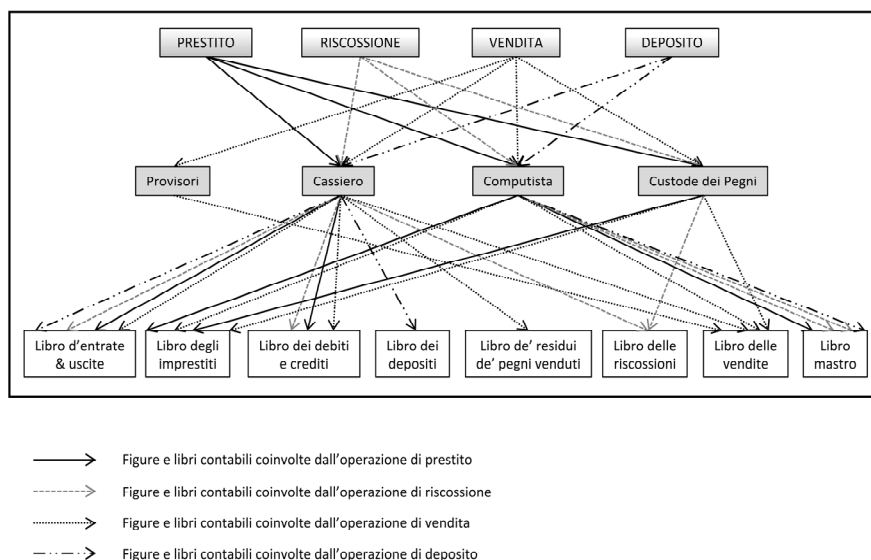 PRESTITO
RISCOSSIONE
VENDITA
DEPOSITO
Provisori
Cassiero
Computista
Custode dei Pegni
Libro d'entrate
& uscite
Libro degli
imprestiti
Libro dei debiti
e crediti
Libro dei
depositi
Libro de' residui
de' pegni venduti
Libro delle
riscossioni
Libro delle
vendite
Libro
mastro
Figure e libri contabili coinvolte dall'operazione di prestito
Figure e libri contabili coinvolte dall'operazione di riscossione
Figure e libri contabili coinvolte dall'operazione di vendita
Figure e libri contabili coinvolte dall'operazione di deposito